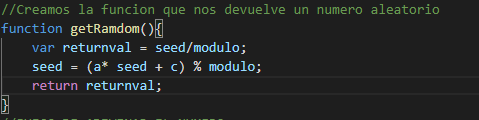 //Creamos la funcion que nos devuelve un numero aleatorio
function getRamdom(){
var returnval = seed/modulo;
seed = (a* seed + c) % modulo;
return returnval;
}